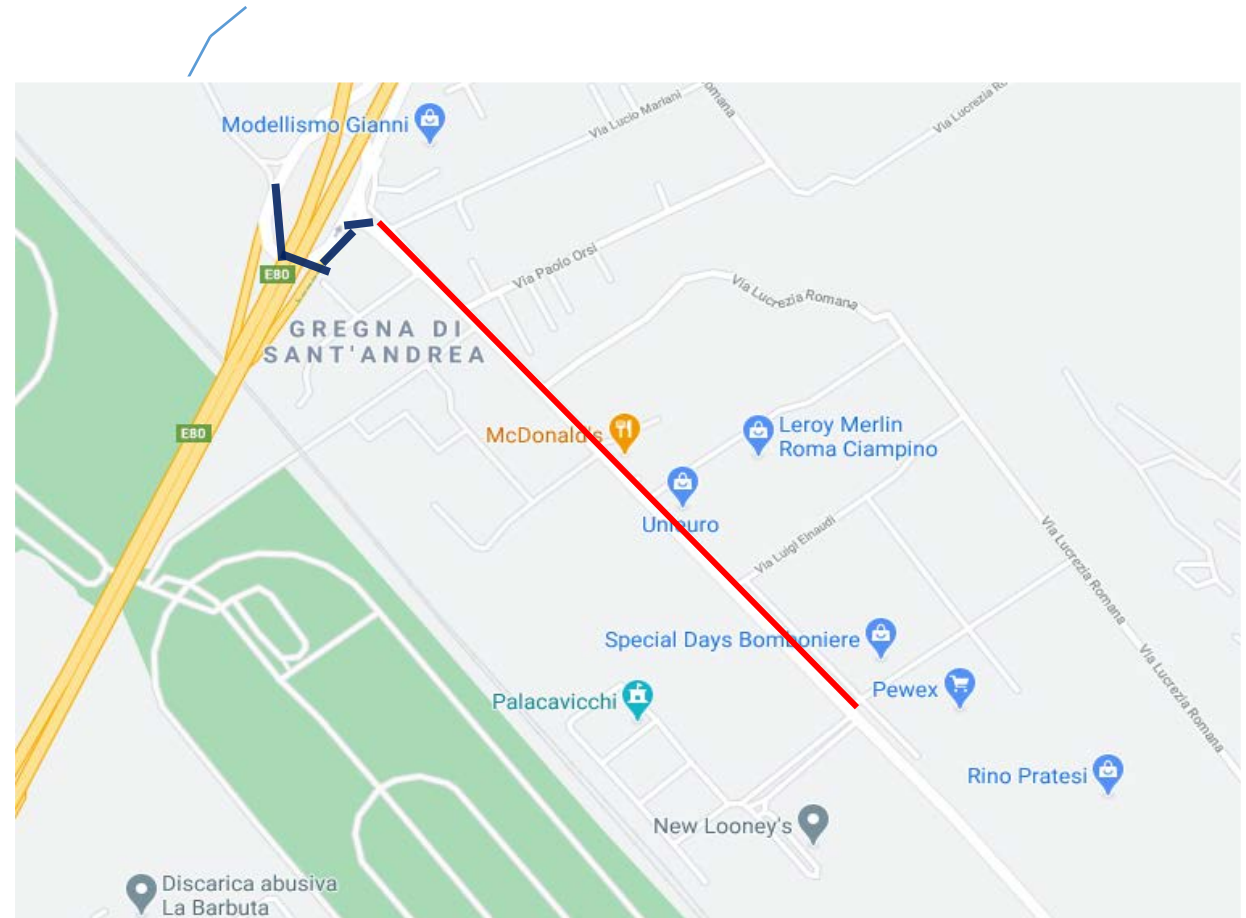 Modellismo Gianni
Via Lucio Mariani
omana
Via Lucrezia R
Via Paolo Orsi
E80
Via Lucrezia Romana
GREGNA DI
SANT'ANDREA
E80
McDonald's
Leroy Merlin
Roma Ciampino
Unieuro
Via Luigi Einaudi
Via Lucrezia Romana
Special Days Bomboniere
Via Lucrezia Romana
Pewex
Palacavicchi
Rino Pratesi
New Looney's
Discarica abusiva
La Barbuta